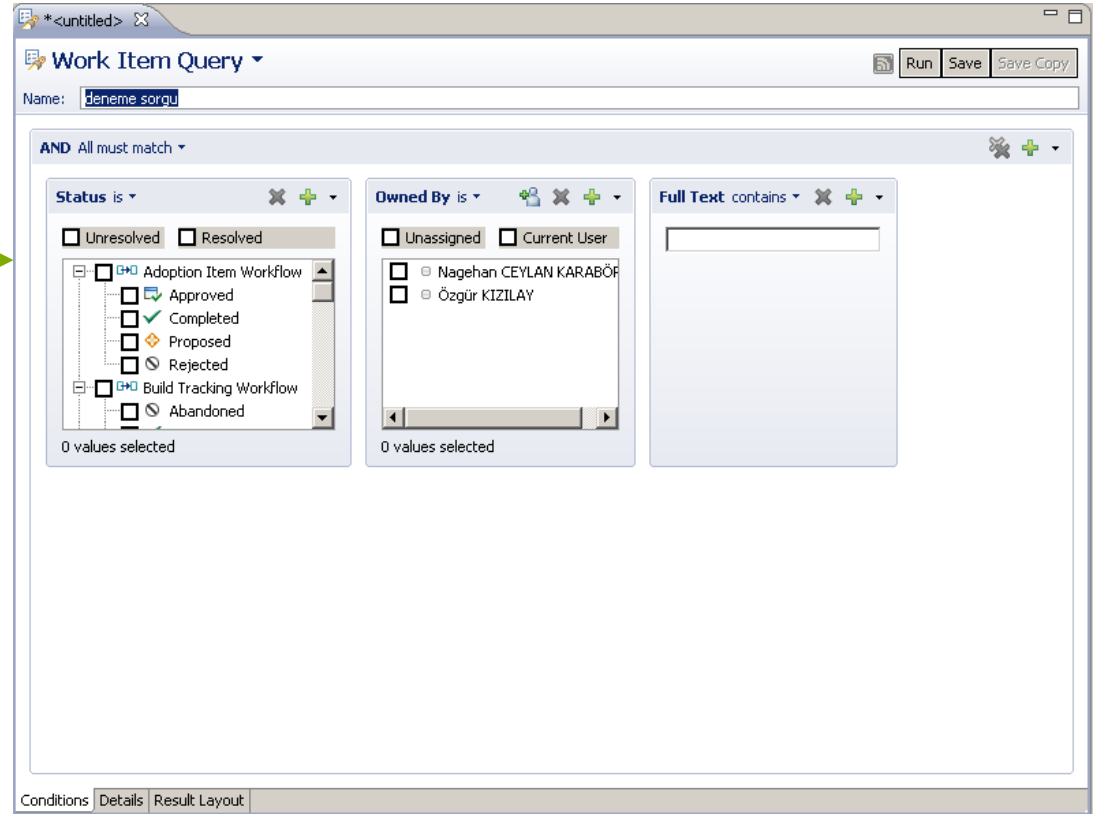 *<untitled>
Work Item Query
Run Save Save Copy
Name: deneme sorgu
AND All must match
Status is
Unresolved Resolved
Adoption Item Workflow
Approved
Completed
Proposed
Rejected
Build Tracking Workflow
Abandoned
0 values selected
Owned By is
Unassigned Current User
Nagehan CEYLAN
Özgür KIZILAY
0 values selected
Full Text contains
Conditions Details Result Layout